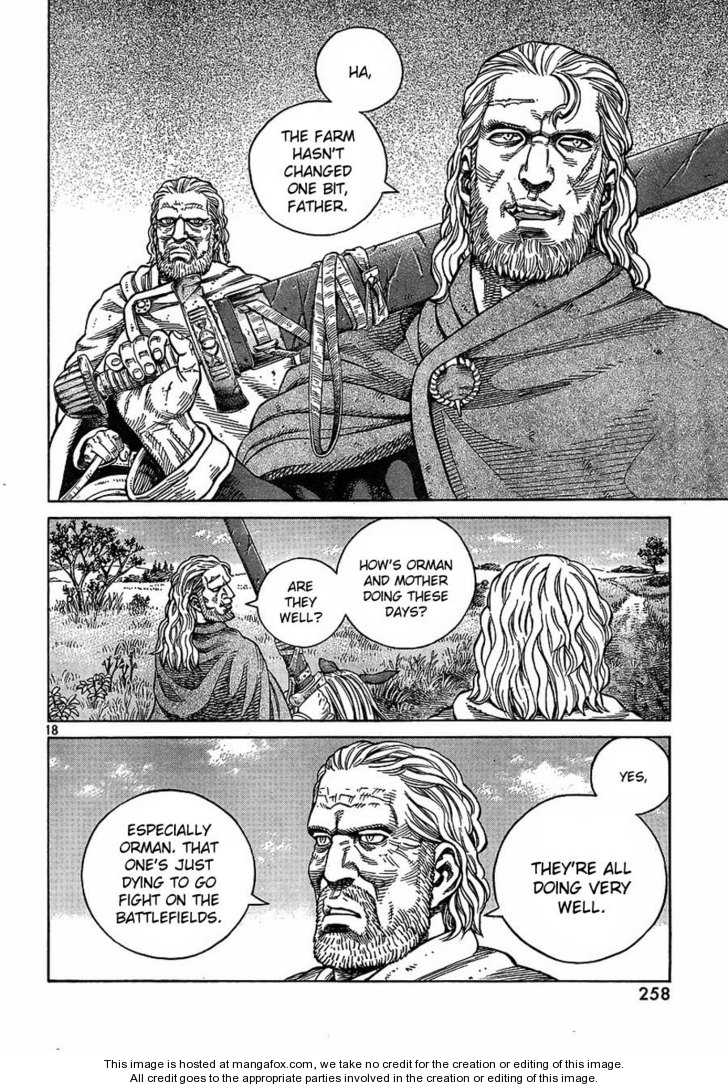 HA,
THE FARM
HASN'T
CHANGED
ONE BIT,
FATHER.
HOW'S ORMAN
AND MOTHER
DOING THESE
DAYS?
ARE
THEY
WELL?
18
YES,
THEY'RE ALL
DOING VERY
WELL.
ESPECIALLY
ORMAN. THAT
ONE'S JUST
DYING TO GO
FIGHT ON THE
BATTLEFIELDS.
258
This image is hosted at mangafox.com, we take no credit for the creation or editing of this image.
All credit goes to the appropriate parties involved in the creation or editing of this image.